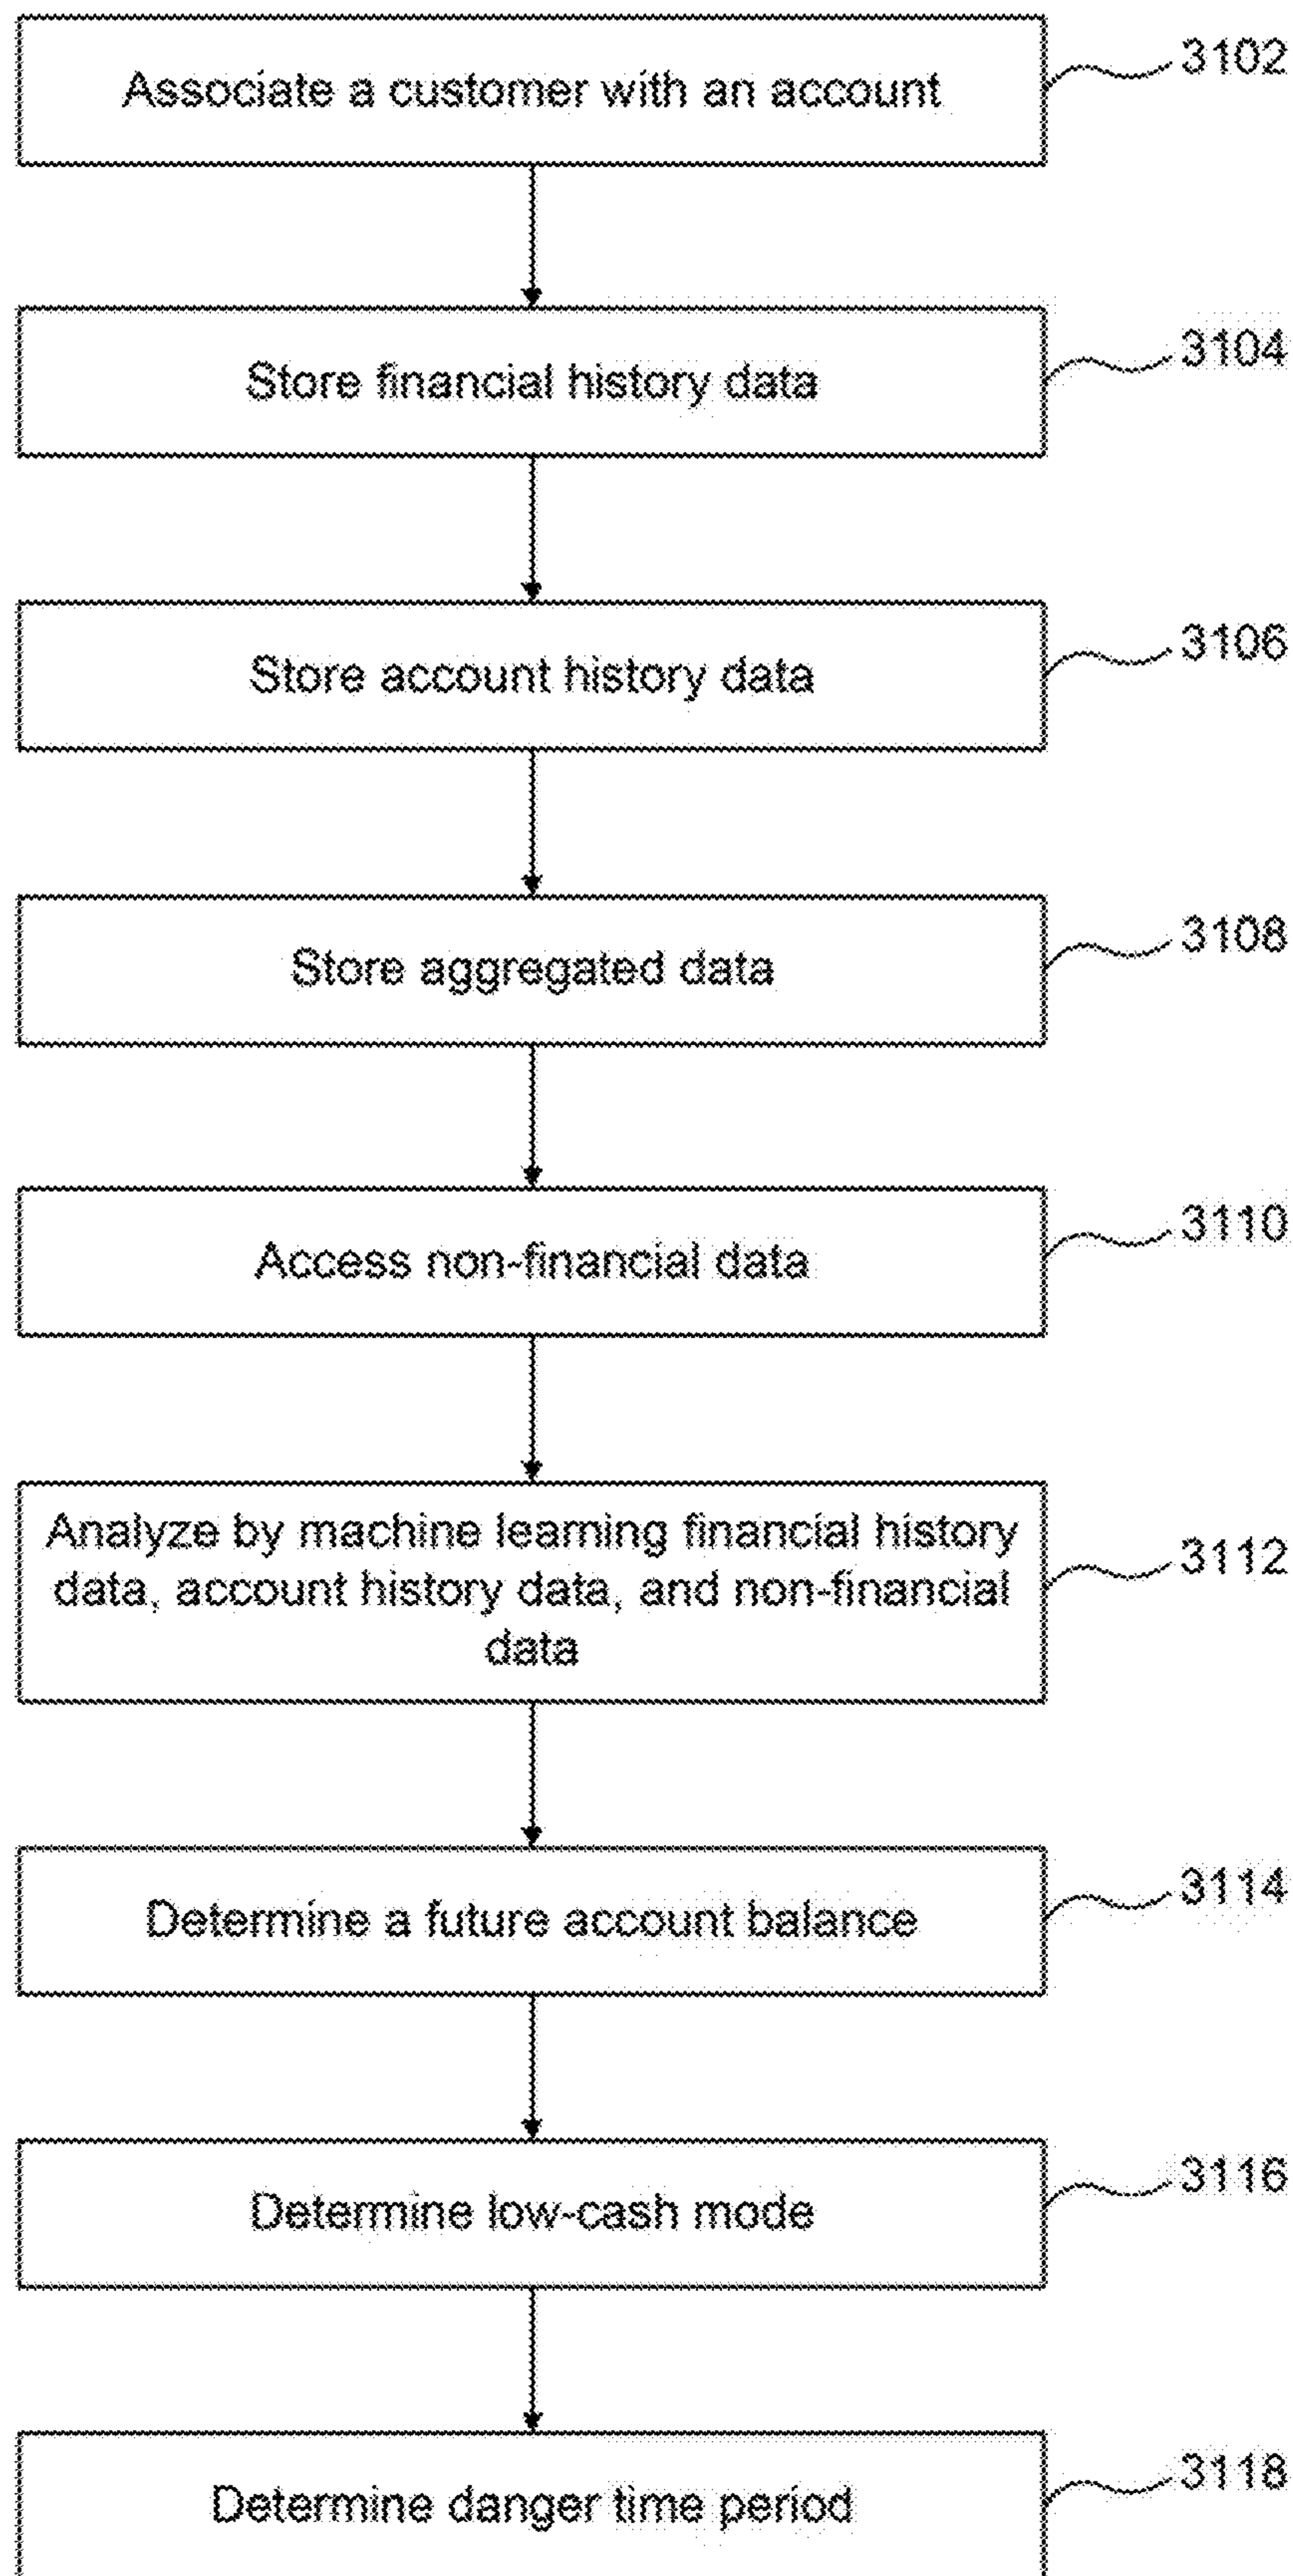 Associate a customer with an account
3102
Store financial history data
3104
Store account history data
3106
Store aggregated data
3108
Access non-financial data
3110
Analyze by machine learning financial history
data, account history data, and non-financial
data
3112
Determine a future account balance
3114
Determine low-cash mode
3116
Determine danger time period
3118